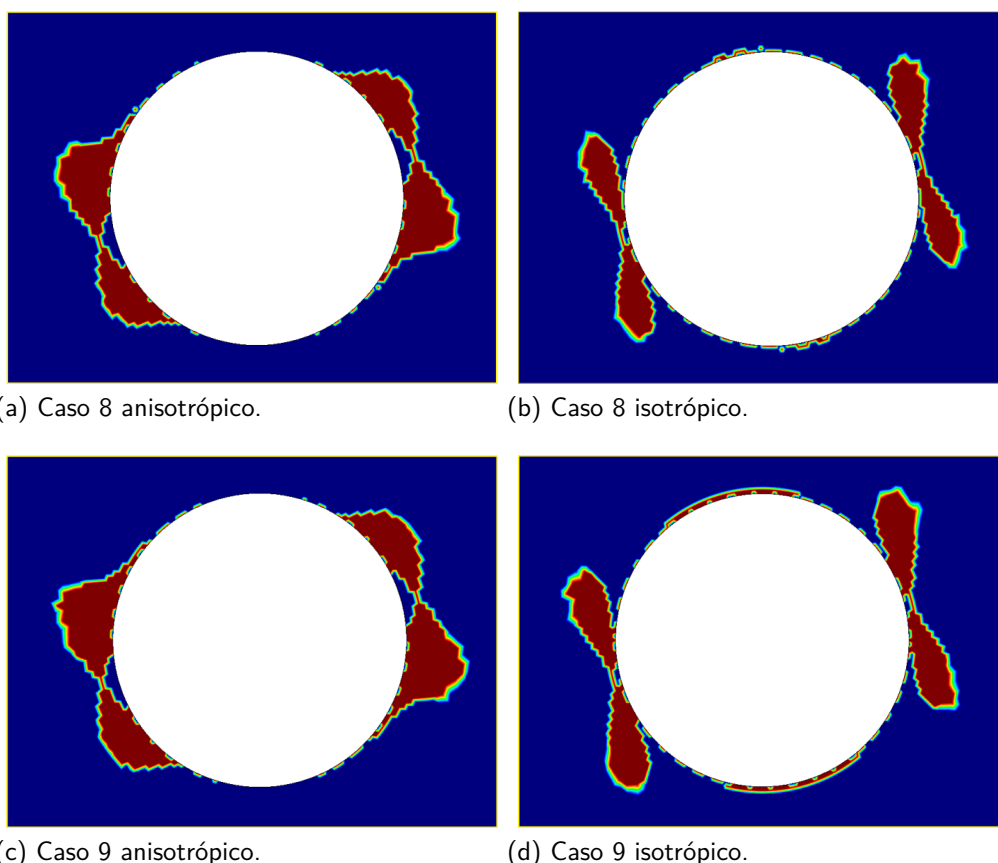 (a) Caso 8 anisotrópico.
(b) Caso 8 isotrópico.
(c) Caso 9 anisotrópico.
(d) Caso 9 isotrópico.